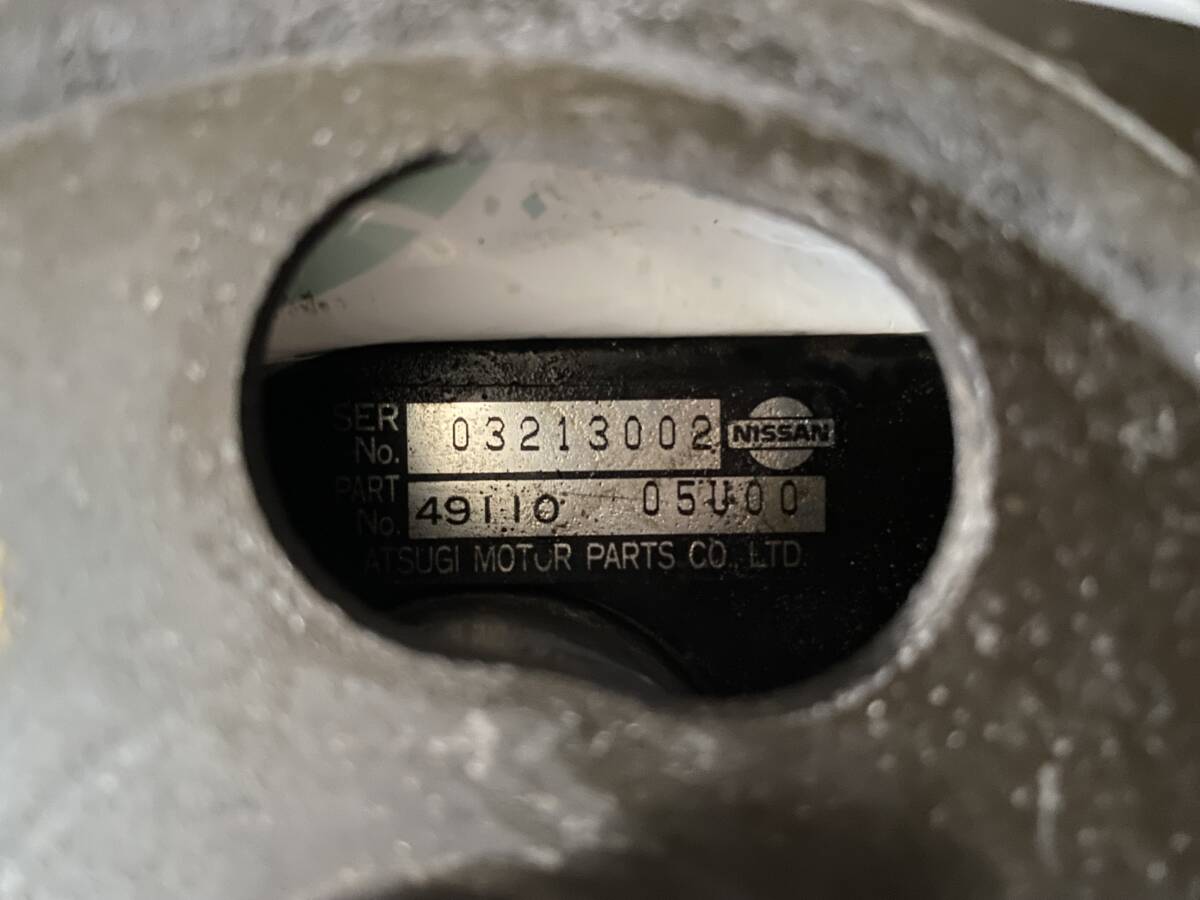 SER No. 03213002 NISSAN
PART No. 49110 05U00
ATSUGI MOTOR PARTS CO., LTD.